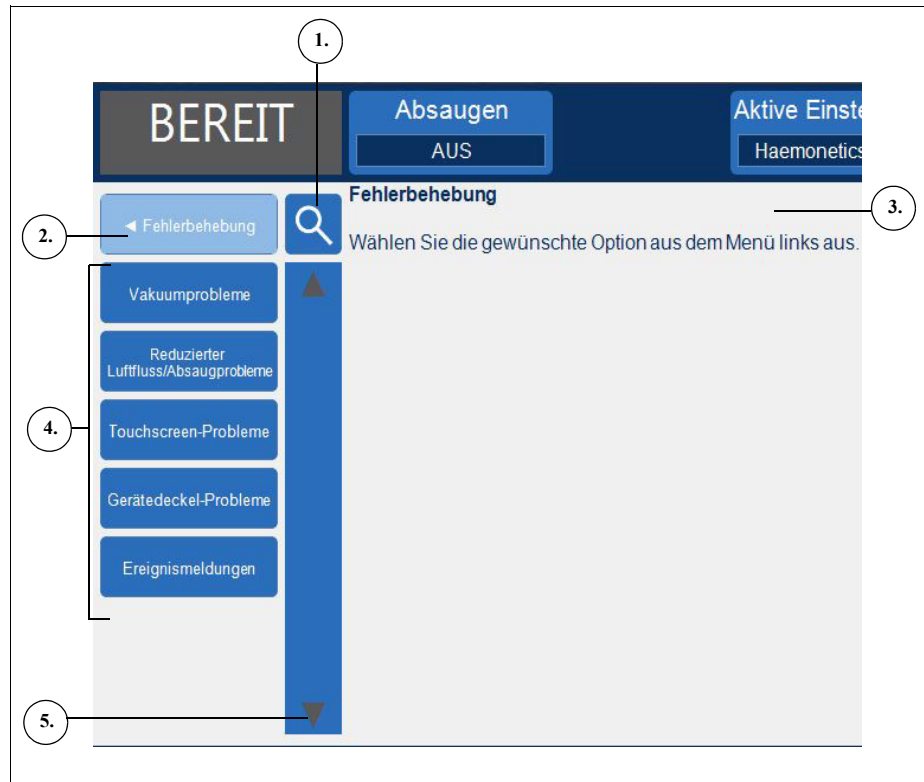 1.
BEREIT
Absaugen
AUS
Aktive Einste
Haemonetics
2.
◄ Fehlerbehebung
Fehlerbehebung
3.
Wählen Sie die gewünschte Option aus dem Menü links aus.
4.
Vakuumprobleme
Reduzierter
Luftfluss/Absaugprobleme
Touchscreen-Probleme
Gerätedeckel-Probleme
Ereignismeldungen
5.